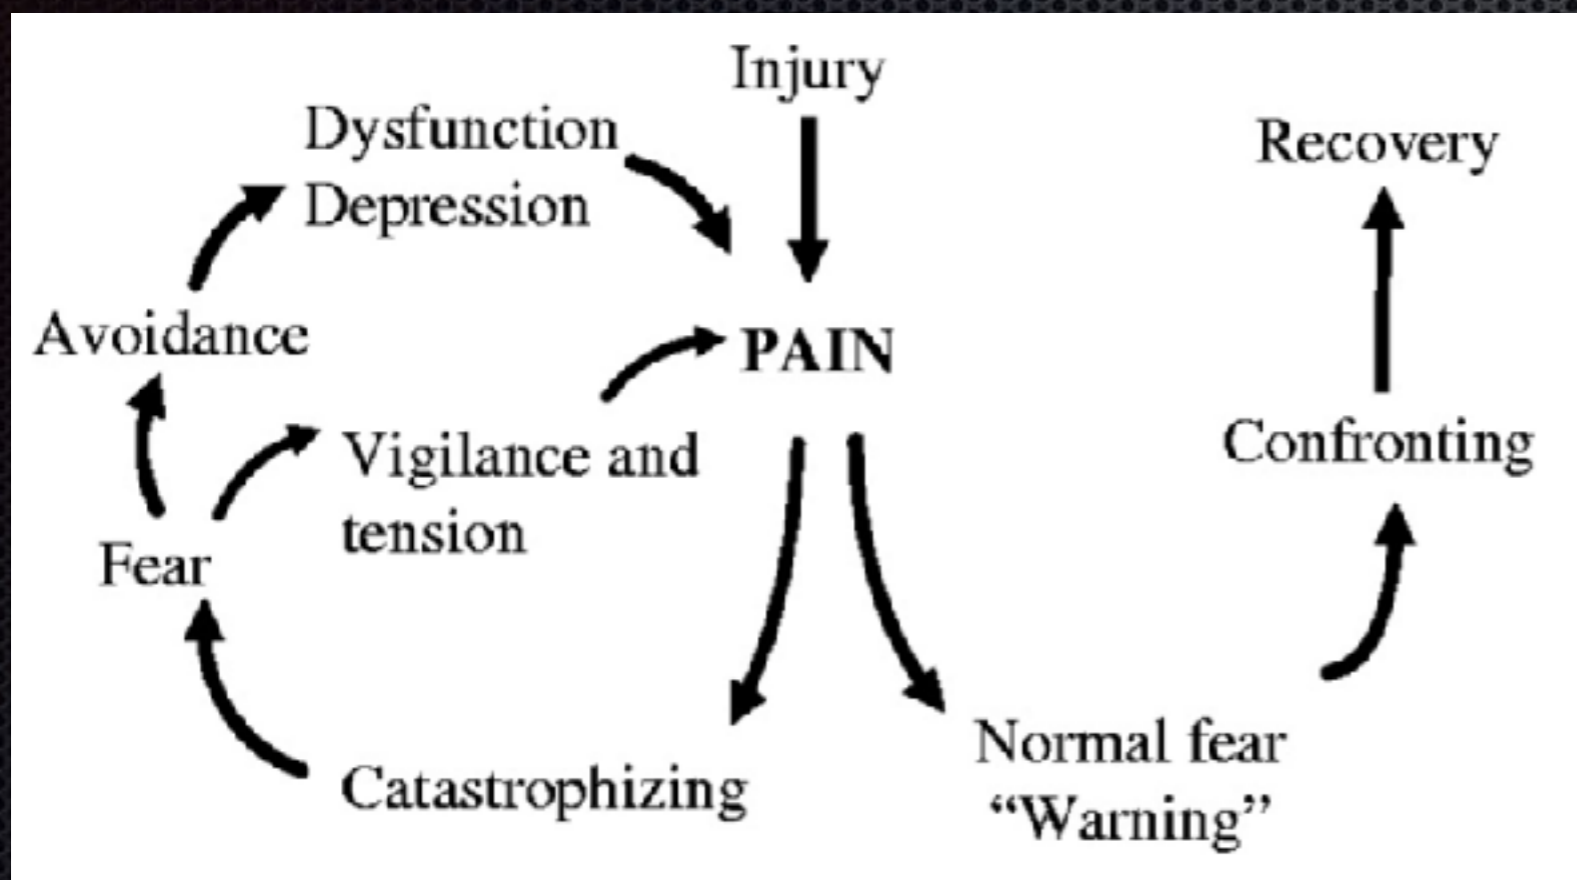 Injury
Dysfunction
Depression
Recovery
Avoidance
PAIN
Vigilance and
tension
Confronting
Fear
Catastrophizing
Normal fear
“Warning”